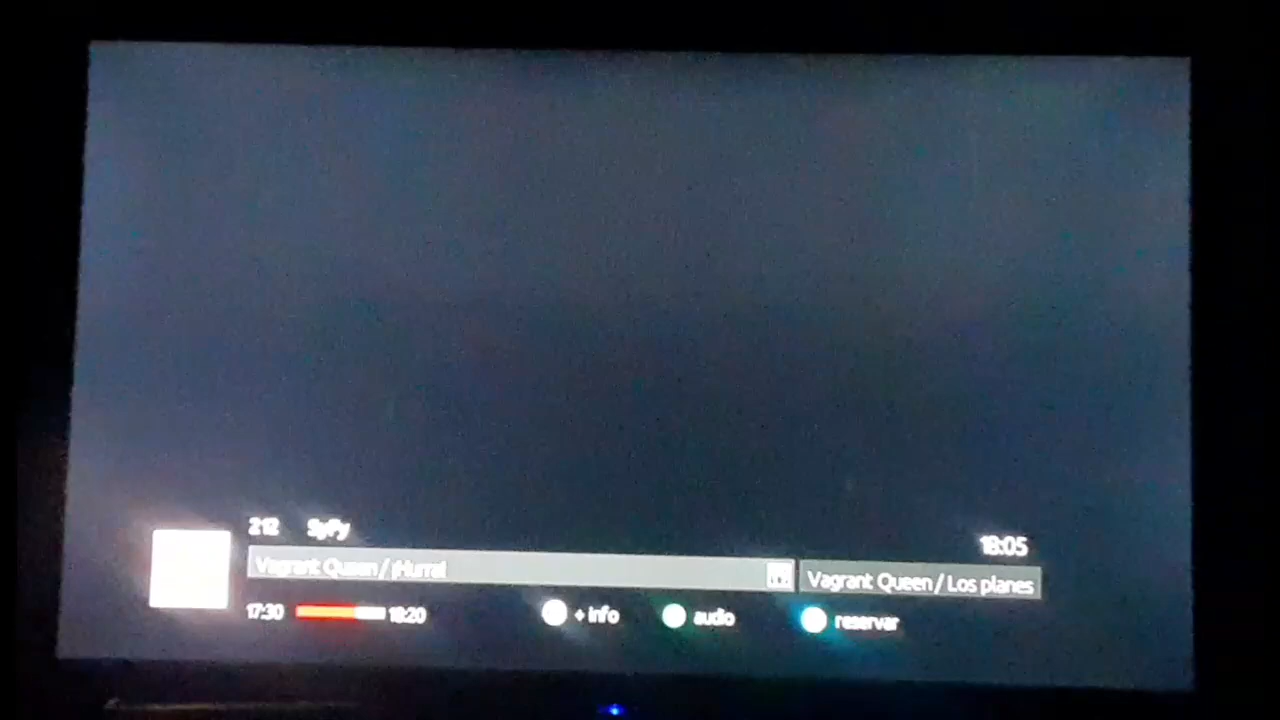 212 SyFy
18:05
Vagrant Queen / ¡Hurra!
Vagrant Queen / Los planes
17:30 18:20 + info audio reservar